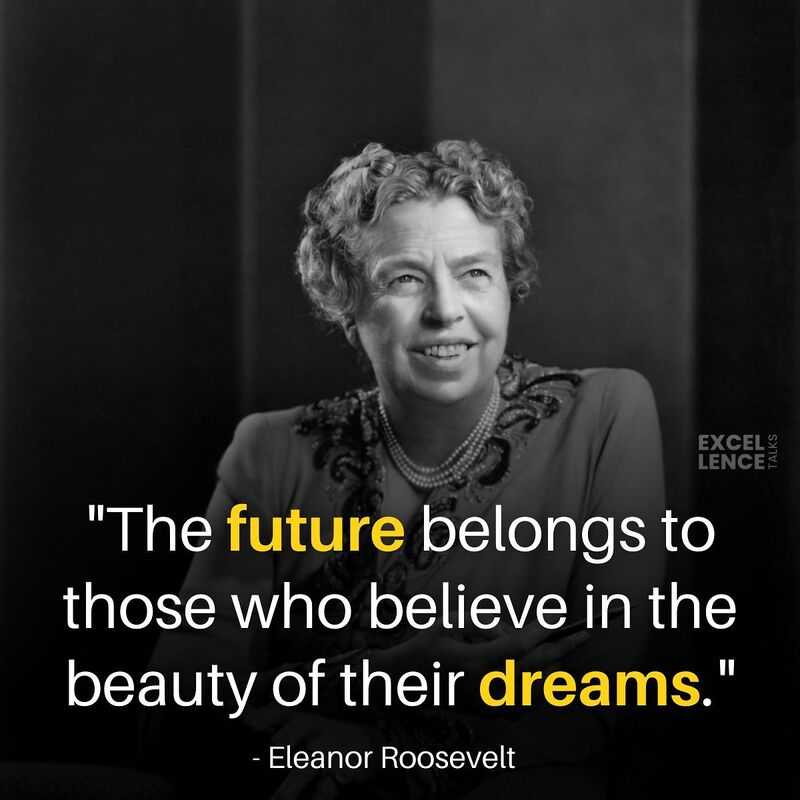 EXCEL
LENCE
TALKS
"The future belongs to
those who believe in the
beauty of their dreams."
- Eleanor Roosevelt